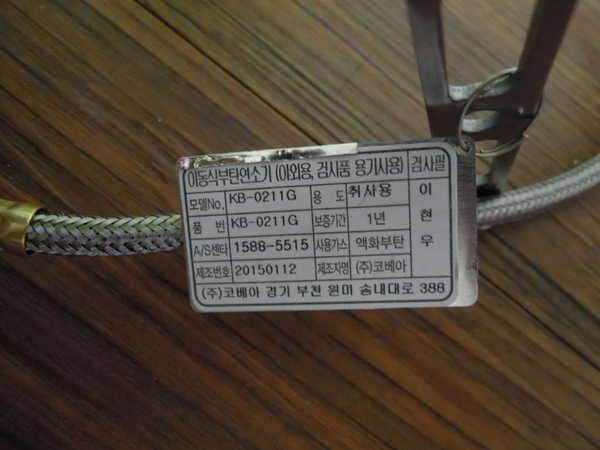 이동식부탄연소기 (야외용, 검사품 용기사용) 검사필
모델No. KB-0211G 용 도 취사용 이현우
품 번 KB-0211G 보증기간 1년
A/S센타 1588-5515 사용가스 액화부탄
제조번호 20150112 제조자명 (주)코베아
(주)코베아 경기 부천 원미 송내대로 388